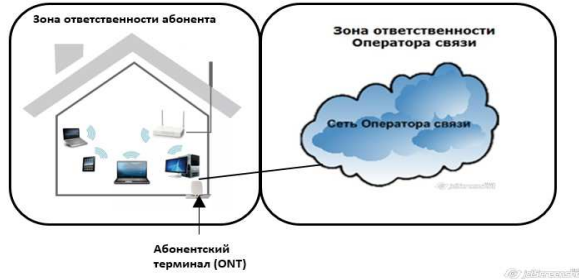 Зона ответственности абонента
Зона ответственности
Оператора связи
Сеть Оператора связи
Абонентский
терминал (ONT)